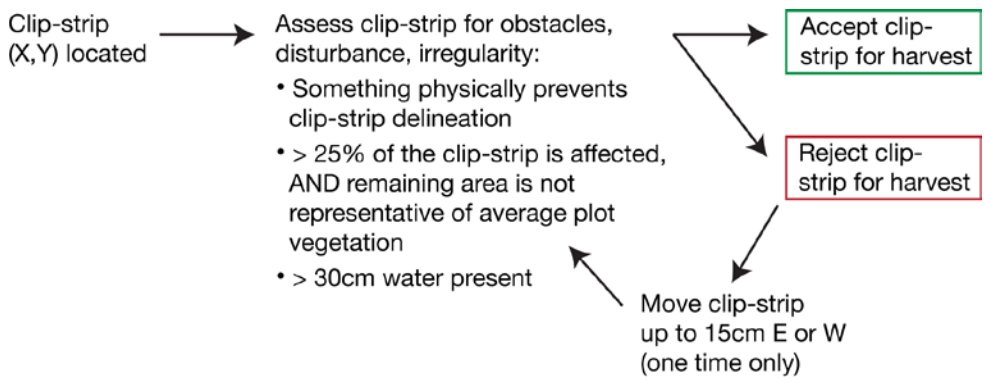 Clip-strip
(X,Y) located
Assess clip-strip for obstacles,
disturbance, irregularity:
• Something physically prevents
clip-strip delineation
• > 25% of the clip-strip is affected,
AND remaining area is not
representative of average plot
vegetation
• > 30cm water present
Accept clip-
strip for harvest
Reject clip-
strip for harvest
Move clip-strip
up to 15cm E or W
(one time only)